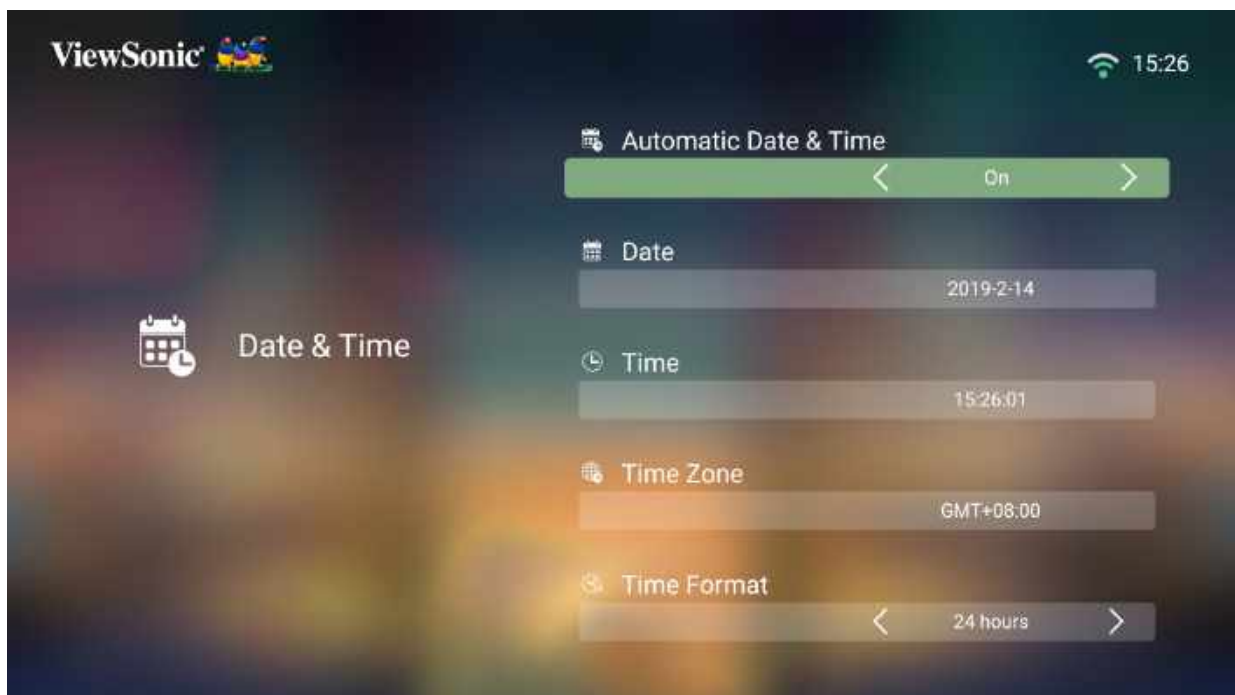 ViewSonic
15:26
Automatic Date & Time
On
Date
2019-2-14
Date & Time
Time
15:26:01
Time Zone
GMT+08:00
Time Format
24 hours